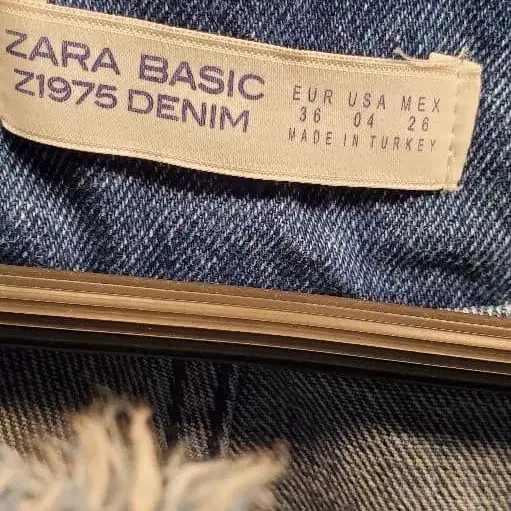 ZARA BASIC
Z1975 DENIM
EUR USA MEX
36 04 26
MADE IN TURKEY